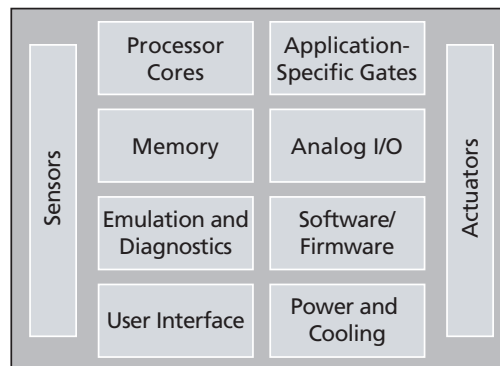 Sensors
Processor
Cores
Application-
Specific Gates
Memory
Analog I/O
Emulation and
Diagnostics
Software/
Firmware
User Interface
Power and
Cooling
Actuators